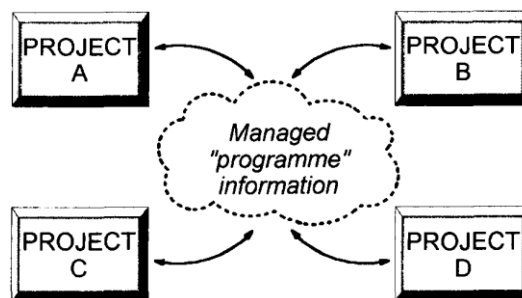 PROJECT
A
PROJECT
B
Managed
"programme"
information
PROJECT
C
PROJECT
D